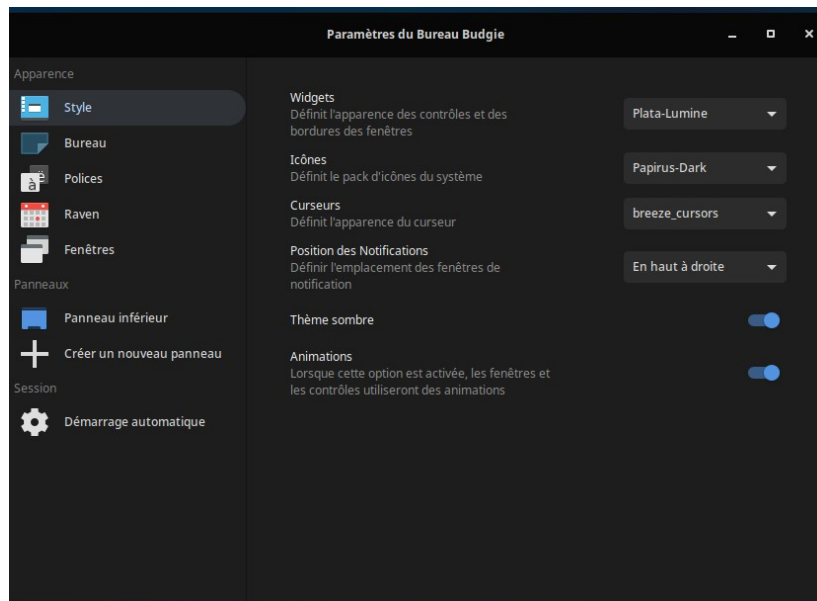 Paramètres du Bureau Budgie
Apparence
Style
Bureau
Polices
Raven
Fenêtres
Panneaux
Panneau inférieur
Créer un nouveau panneau
Session
Démarrage automatique
Widgets
Définit l'apparence des contrôles et des
bordures des fenêtres
Plata-Lumine
Icônes
Définit le pack d'icônes du système
Papirus-Dark
Curseurs
Définit l'apparence du curseur
breeze_cursors
Position des Notifications
Définir l'emplacement des fenêtres de
notification
En haut à droite
Thème sombre
Animations
Lorsque cette option est activée, les fenêtres et
les contrôles utiliseront des animations